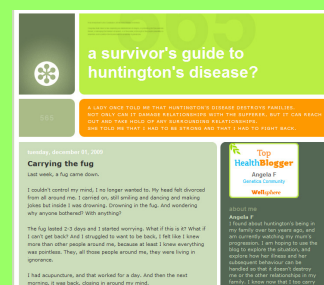 a survivor's guide to
huntington's disease?
A LADY ONCE TOLD ME THAT HUNTINGTON'S DISEASE DESTROYS FAMILIES.
NOT ONLY CAN IT DAMAGE RELATIONSHIPS WITH THE SUFFERER, BUT IT CAN REACH
OUT AND TAKE HOLD OF ANY SURROUNDING RELATIONSHIPS.
SHE TOLD ME THAT I HAD TO BE STRONG AND THAT I HAD TO FIGHT BACK.
tuesday, december 01, 2009
Carrying the fug
Last week, a fug came down.
I couldn't control my mind, I no longer wanted to. My head felt divorced
from all around me. I carried on, still smiling and dancing and making
jokes but inside I was drowning. Drowning in the fug. And wondering
why anyone bothered? With anything?
The fug lasted 2-3 days and I started worrying. What if this is it? What if
I can't get back? And I struggled to want to be back, I felt like I knew
more than other people around me, because at least I knew everything
was pointless. They, all those people around me, they were living in
ignorance.
I had acupuncture, and that worked for a day. And then the next
morning, it was back, closing in around my mind.
Top
HealthBlogger
Angela F
Genetics Community
Wellsphere
about me
Angela F
I found about huntington's being in
my family over ten years ago, and
am currently watching my mum's
progression. I am hoping to use the
blog to explore the situation, and
explore how her illness and her
subsequent behaviour can be
handled so that it doesn't destroy
me or the other relationships in my
family. I know now that I too carry